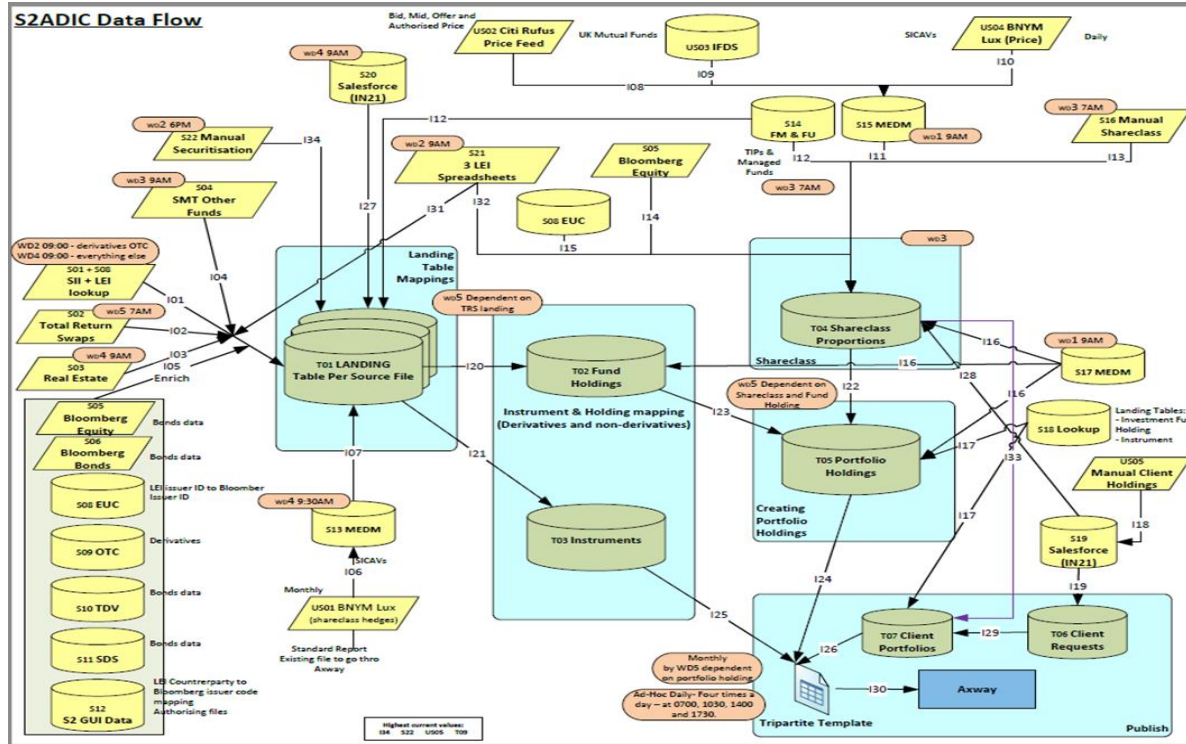 S2ADIC Data Flow
Bid, Mid, Offer and
Authorised Price
US02 Citi Rufus
Price Feed
UK Mutual Funds
US03 IFDS
SICAVs
US04 BNYM
Lux (Price)
Daily
I08
I09
I10
WD4 9AM
S20
Salesforce
(IN21)
WD2 6PM
S22 Manual
Securitisation
I34
I12
WD2 9AM
S21
3 LEI
Spreadsheets
S05
Bloomberg
Equity
S14
FM & FU
S15 MEDM
WD1 9AM
WD3 7AM
S16 Manual
Shareclass
I12
I11
I13
TIPs &
Managed
Funds
WD3 7AM
WD3 9AM
S04
SMT Other
Funds
I04
I27
I31
I32
S08 EUC
I15
I14
WD2 09:00 - derivatives OTC
WD4 09:00 - everything else
S01 + S08
SII + LEI
lookup
I01
WD5 7AM
S02
Total Return
Swaps
I02
WD4 9AM
S03
Real Estate
I03
I05
Enrich
Landing
Table
Mappings
T01 LANDING
Table Per Source File
I20
I21
I07
WD5 Dependent on
TRS landing
T02 Fund
Holdings
Instrument & Holding mapping
(Derivatives and non-derivatives)
I23
T03 Instruments
I25
WD3
T04 Shareclass
Proportions
Shareclass
I16
I22
I16
I28
WD1 9AM
S17 MEDM
I16
WD5 Dependent on
Shareclass and Fund
Holding
T05 Portfolio
Holdings
Creating
Portfolio
Holdings
I17
I33
S18 Lookup
Landing Tables:
- Investment Fu
Holding
- Instrument
US05
Manual Client
Holdings
I18
I17
I24
S19
Salesforce
(IN21)
I19
S05
Bloomberg
Equity
Bonds data
S06
Bloomberg
Bonds
Bonds data
S08 EUC
LEI issuer ID to Bloomber
Issuer ID
S09 OTC
Derivatives
S10 TDV
Bonds data
S11 SDS
Bonds data
S12
S2 GUI Data
LEI Counterparty to
Bloomberg issuer code
mapping
Authorising files
WD4 9:30AM
S13 MEDM
SICAVs
I06
Monthly
US01 BNYM Lux
(shareclass hedges)
Standard Report
Existing file to go thro
Axway
T07 Client
Portfolios
I29
T06 Client
Requests
I26
Monthly
by WD5 dependent
on portfolio holding
Ad-Hoc Daily- Four times a
day – at 0700, 1030, 1400
and 1730.
Tripartite Template
I30
Axway
Publish
Highest current values:
I34 S22 US05 T09